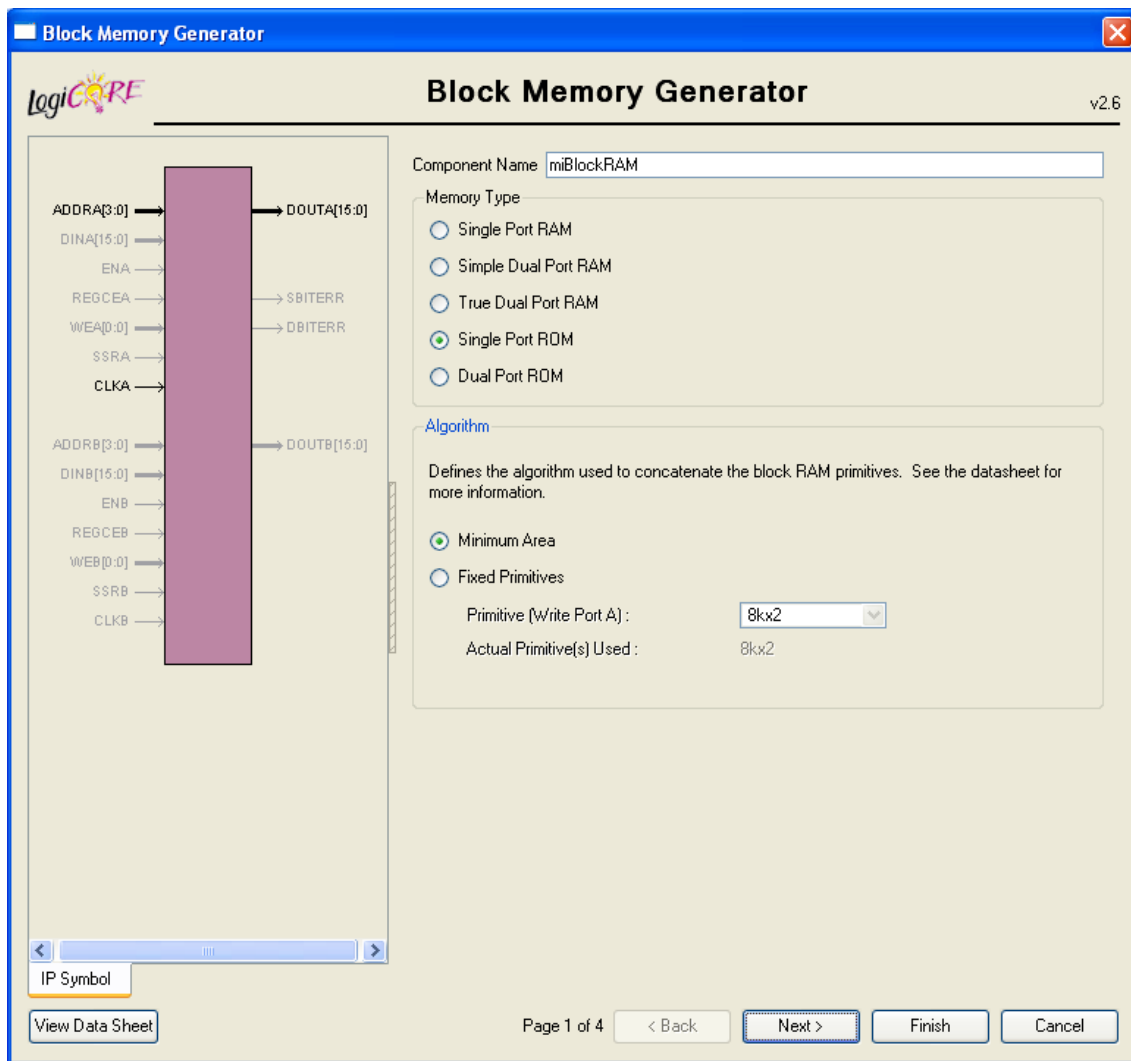 Block Memory Generator
LogiCORE
Block Memory Generator
v2.6
ADDRA[3:0]
DOUTA[15:0]
DINA[15:0]
ENA
REGCEA
SBITERR
WEA[0:0]
DBITERR
SSRA
CLKA
ADDRB[3:0]
DOUTB[15:0]
DINB[15:0]
ENB
REGCEB
WEB[0:0]
SSRB
CLKB
IP Symbol
Component Name miBlockRAM
Memory Type
Single Port RAM
Simple Dual Port RAM
True Dual Port RAM
Single Port ROM
Dual Port ROM
Algorithm
Defines the algorithm used to concatenate the block RAM primitives. See the datasheet for
more information.
Minimum Area
Fixed Primitives
Primitive (Write Port A) : 8kx2
Actual Primitive(s) Used : 8kx2
View Data Sheet
Page 1 of 4
< Back
Next >
Finish
Cancel